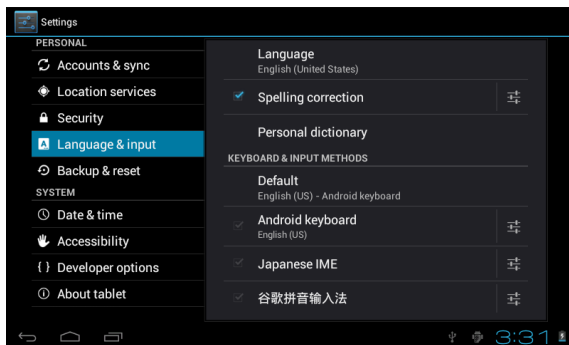 Settings
PERSONAL
Accounts & sync
Location services
Security
Language & input
Backup & reset
SYSTEM
Date & time
Accessibility
{ } Developer options
About tablet
Language
English (United States)
Spelling correction
Personal dictionary
KEYBOARD & INPUT METHODS
Default
English (US) - Android keyboard
Android keyboard
English (US)
Japanese IME
谷歌拼音输入法
3:31